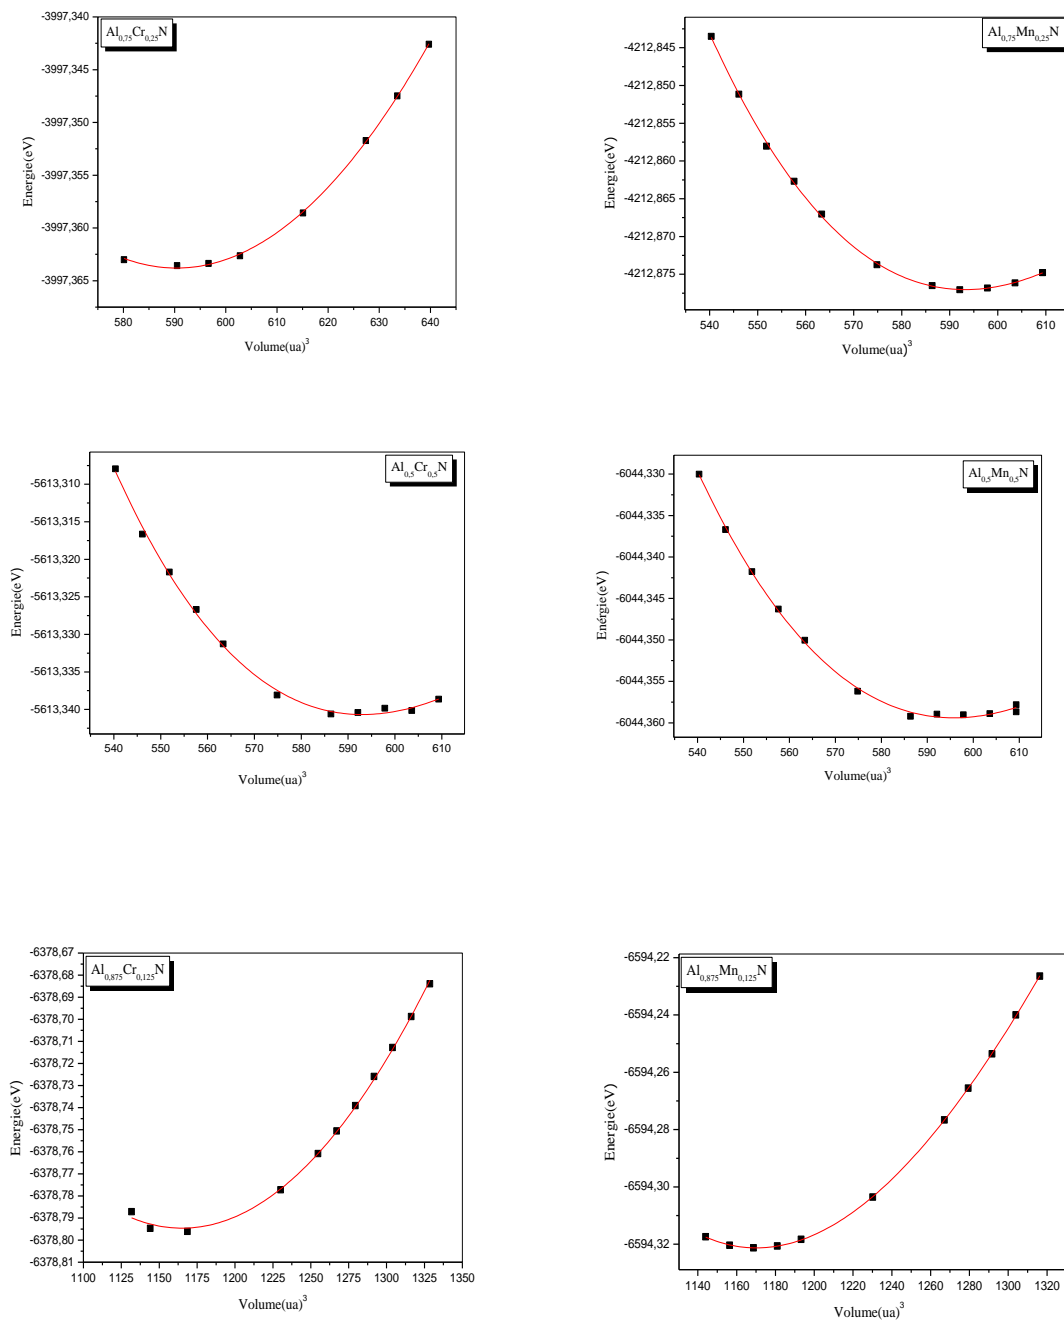 Al0,75Cr0,25N
-3997,340
-3997,345
-3997,350
-3997,355
-3997,360
-3997,365
Energie(eV)
580 590 600 610 620 630 640
Volume(ua)³
Al0,75Mn0,25N
-4212,845
-4212,850
-4212,855
-4212,860
-4212,865
-4212,870
-4212,875
Energie(eV)
540 550 560 570 580 590 600 610
Volume(ua)³
Al0,5Cr0,5N
-5613,310
-5613,315
-5613,320
-5613,325
-5613,330
-5613,335
-5613,340
Energie(eV)
540 550 560 570 580 590 600 610
Volume(ua)³
Al0,5Mn0,5N
-6044,330
-6044,335
-6044,340
-6044,345
-6044,350
-6044,355
-6044,360
Enérgie(eV)
540 550 560 570 580 590 600 610
Volume(ua)³
Al0,875Cr0,125N
-6378,67
-6378,68
-6378,69
-6378,70
-6378,71
-6378,72
-6378,73
-6378,74
-6378,75
-6378,76
-6378,77
-6378,78
-6378,79
-6378,80
-6378,81
Energie(eV)
1100 1125 1150 1175 1200 1225 1250 1275 1300 1325 1350
Volume(ua)³
Al0,875Mn0,125N
-6594,22
-6594,24
-6594,26
-6594,28
-6594,30
-6594,32
Energie(eV)
1140 1160 1180 1200 1220 1240 1260 1280 1300 1320
Volume(ua)³